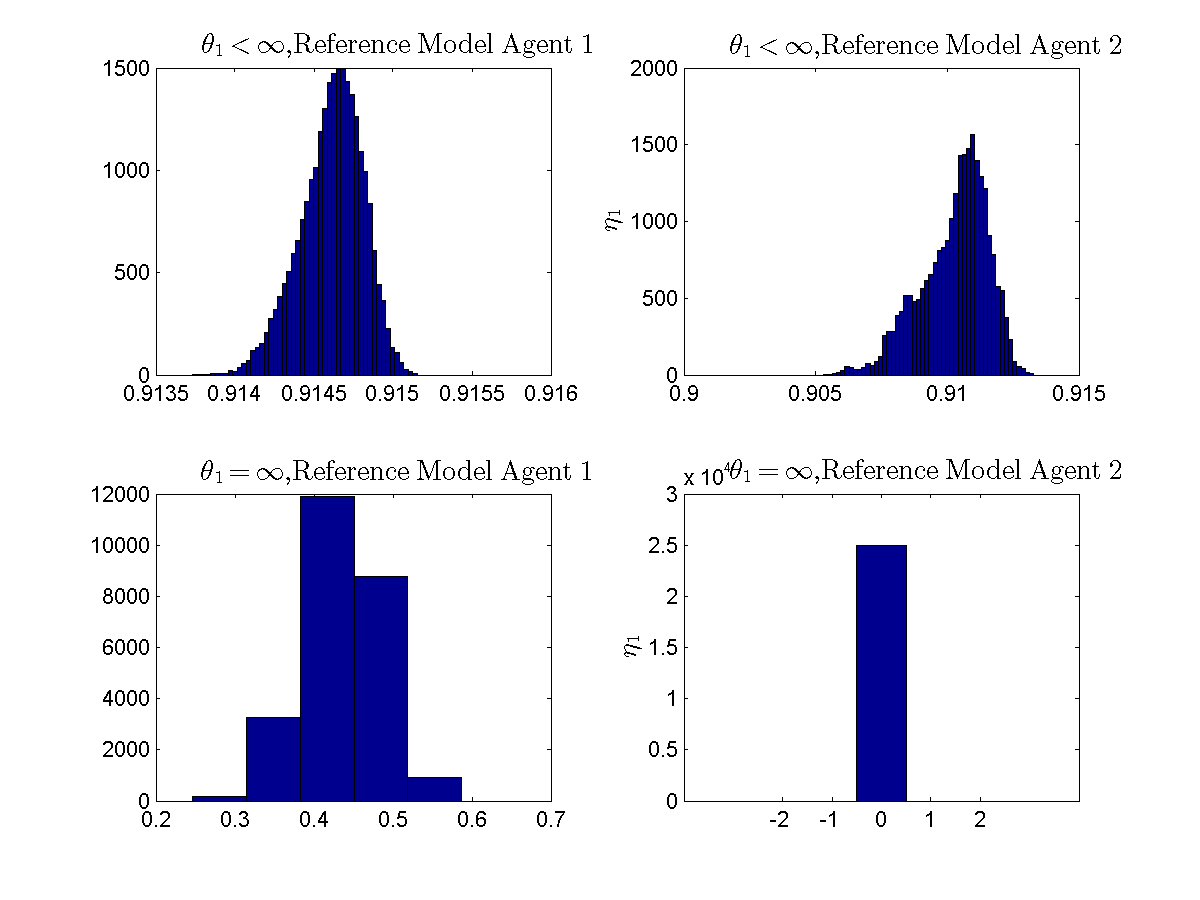 θ₁ < ∞,Reference Model Agent 1
1500
1000
500
0
0.9135 0.914 0.9145 0.915 0.9155 0.916
θ₁ < ∞,Reference Model Agent 2
2000
1500
1000
500
0
η₁
0.9 0.905 0.91 0.915
θ₁ = ∞,Reference Model Agent 1
12000
10000
8000
6000
4000
2000
0
0.2 0.3 0.4 0.5 0.6 0.7
x 10⁴
θ₁ = ∞,Reference Model Agent 2
3
2.5
2
1.5
1
0.5
0
η₁
-2 -1 0 1 2